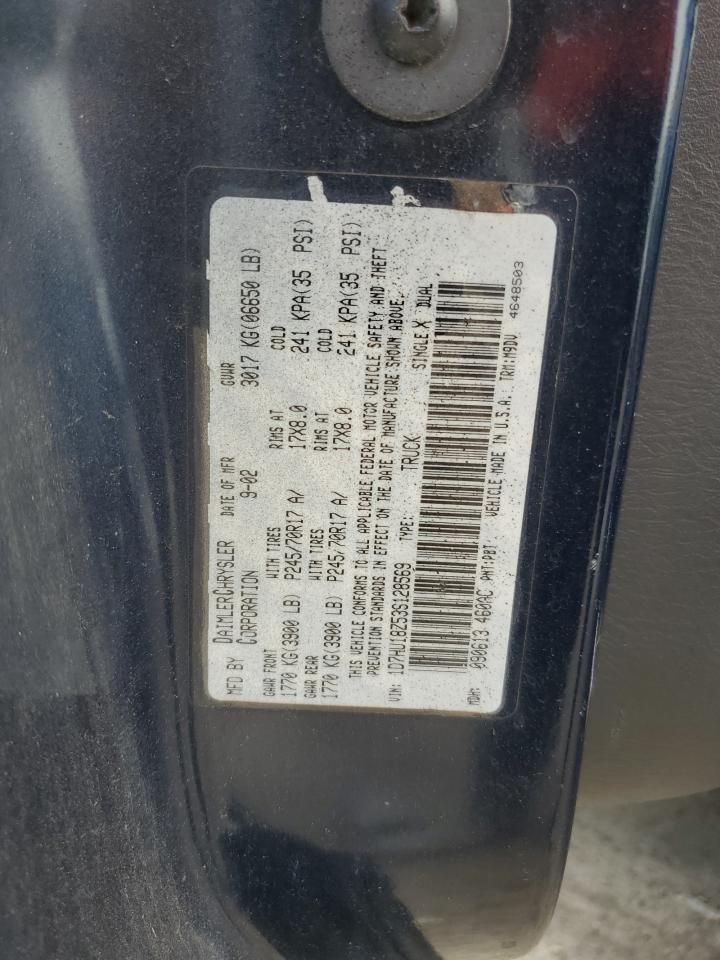 MFD BY DAIMLERCHRYSLER CORPORATION DATE OF MFR 9-02 GVWR 3017 KG(06650 LB)
GAWR FRONT WITH TIRES RIMS AT COLD
1770 KG(3900 LB) P245/70R17 A/ 17X8.0 241 KPA(35 PSI)
GAWR REAR WITH TIRES RIMS AT COLD
1770 KG(3900 LB) P245/70R17 A/ 17X8.0 241 KPA(35 PSI)
THIS VEHICLE CONFORMS TO ALL APPLICABLE FEDERAL MOTOR VEHICLE SAFETY AND THEFT
PREVENTION STANDARDS IN EFFECT ON THE DATE OF MANUFACTURE SHOWN ABOVE.
VIN: 1D7HU18Z53S128569 TYPE: TRUCK SINGLE X DUAL
MDH: 090613 460AC PNT:PBT VEHICLE MADE IN U.S.A. TRM:M9DV 4648503